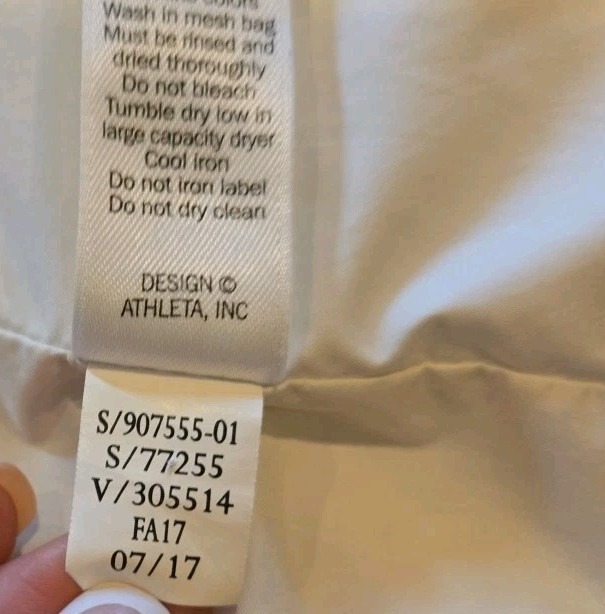 colors
Wash in mesh bag
Must be rinsed and
dried thoroughly
Do not bleach
Tumble dry low in
large capacity dryer
Cool iron
Do not iron label
Do not dry clean
DESIGN ©
ATHLETA, INC
S/907555-01
S/77255
V/305514
FA17
07/17